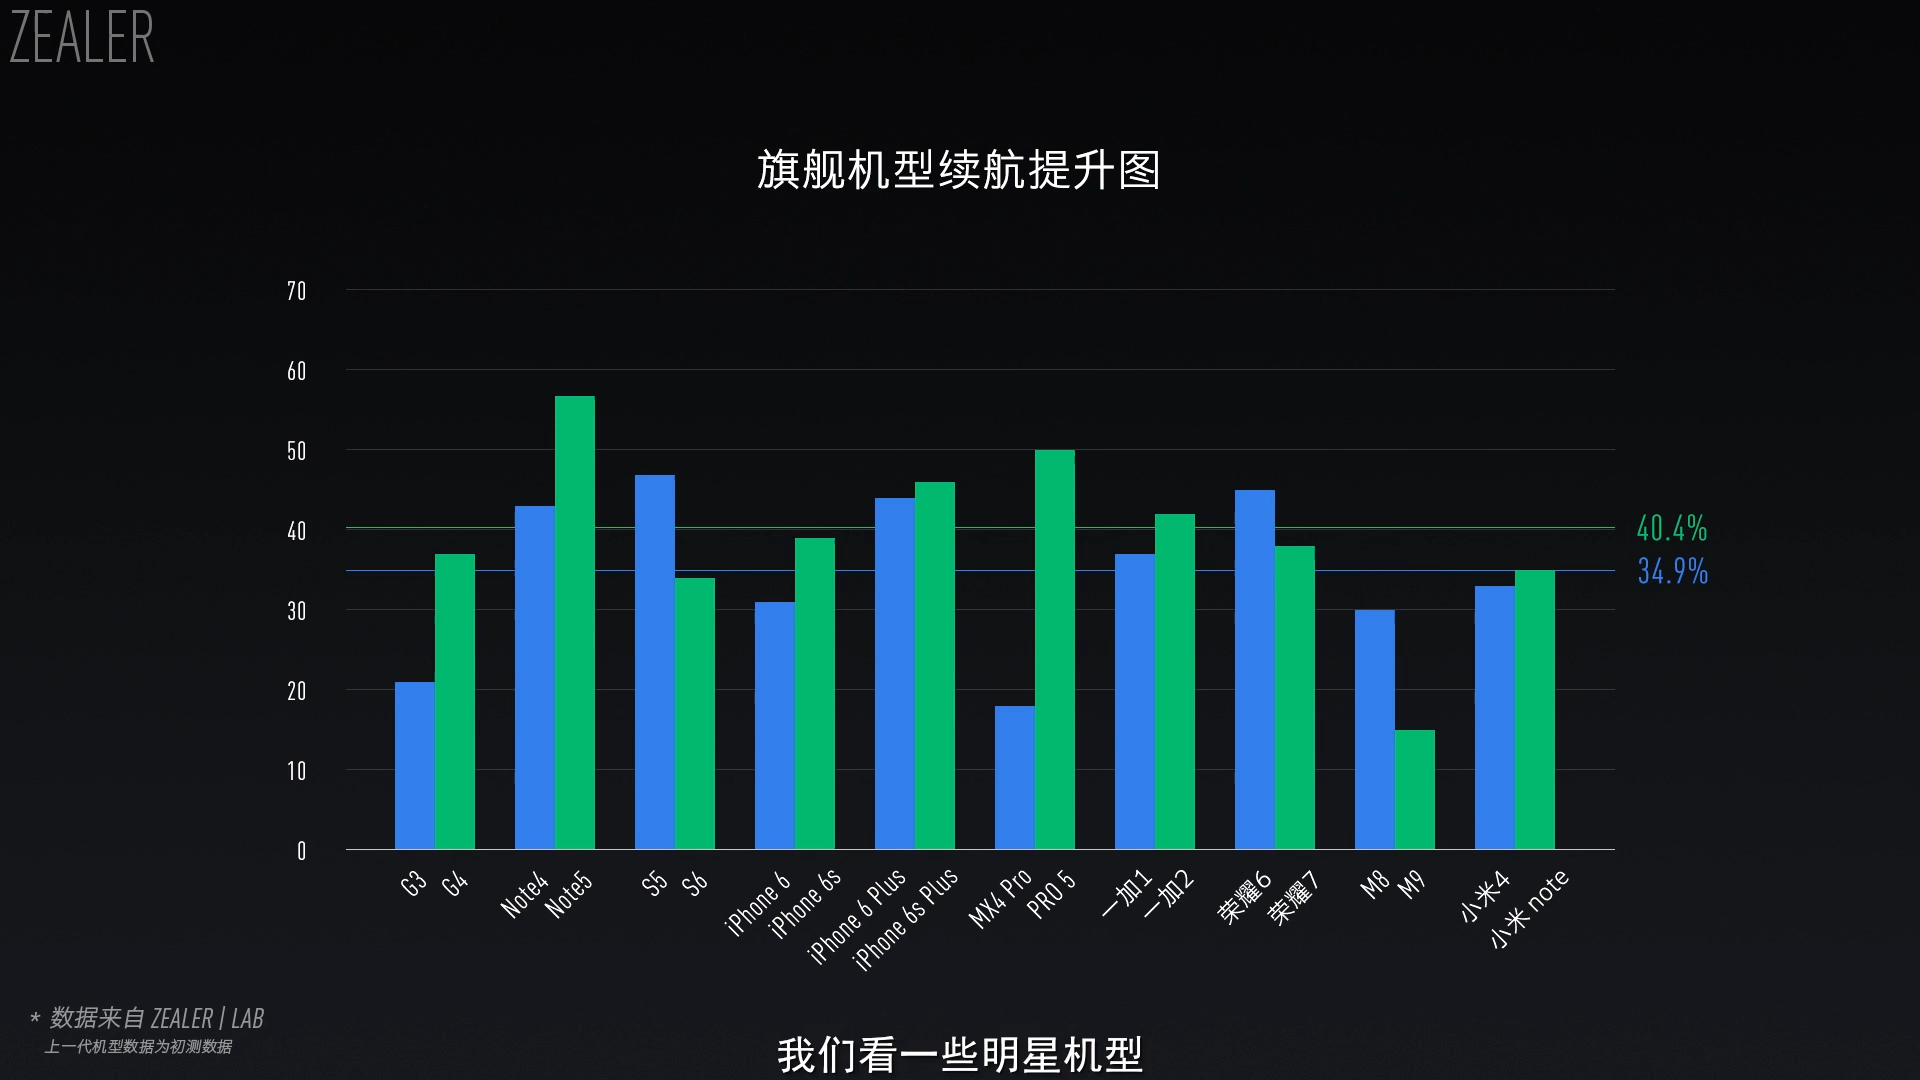 ZEALER
旗舰机型续航提升图
70
60
50
40
30
20
10
0
40.4%
34.9%
G3
G4
Note4
Note5
S5
S6
iPhone 6
iPhone 6s
iPhone 6 Plus
iPhone 6s Plus
MX4 Pro
PRO 5
一加1
一加2
荣耀6
荣耀7
M8
M9
小米4
小米 note
* 数据来自 ZEALER | LAB
上一代机型数据为初测数据
我们看一些明星机型